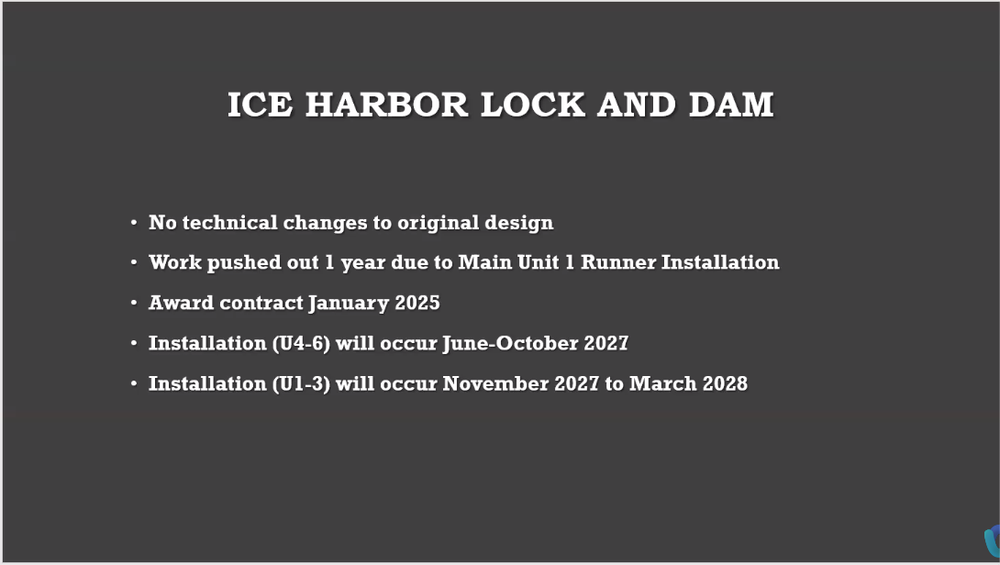 ICE HARBOR LOCK AND DAM
• No technical changes to original design
• Work pushed out 1 year due to Main Unit 1 Runner Installation
• Award contract January 2025
• Installation (U4-6) will occur June-October 2027
• Installation (U1-3) will occur November 2027 to March 2028